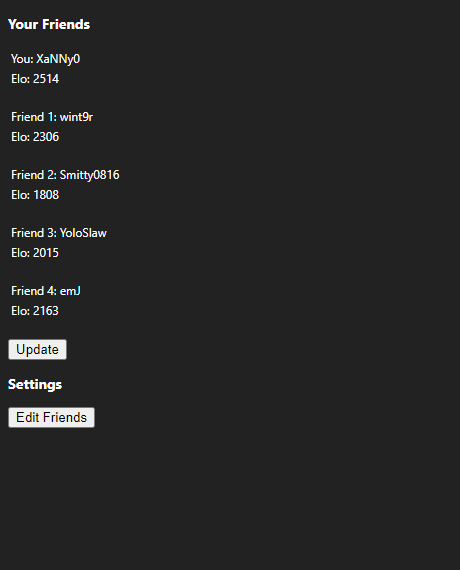 Your Friends
You: XaNNy0
Elo: 2514
Friend 1: wint9r
Elo: 2306
Friend 2: Smitty0816
Elo: 1808
Friend 3: YoloSlaw
Elo: 2015
Friend 4: emJ
Elo: 2163
Update
Settings
Edit Friends